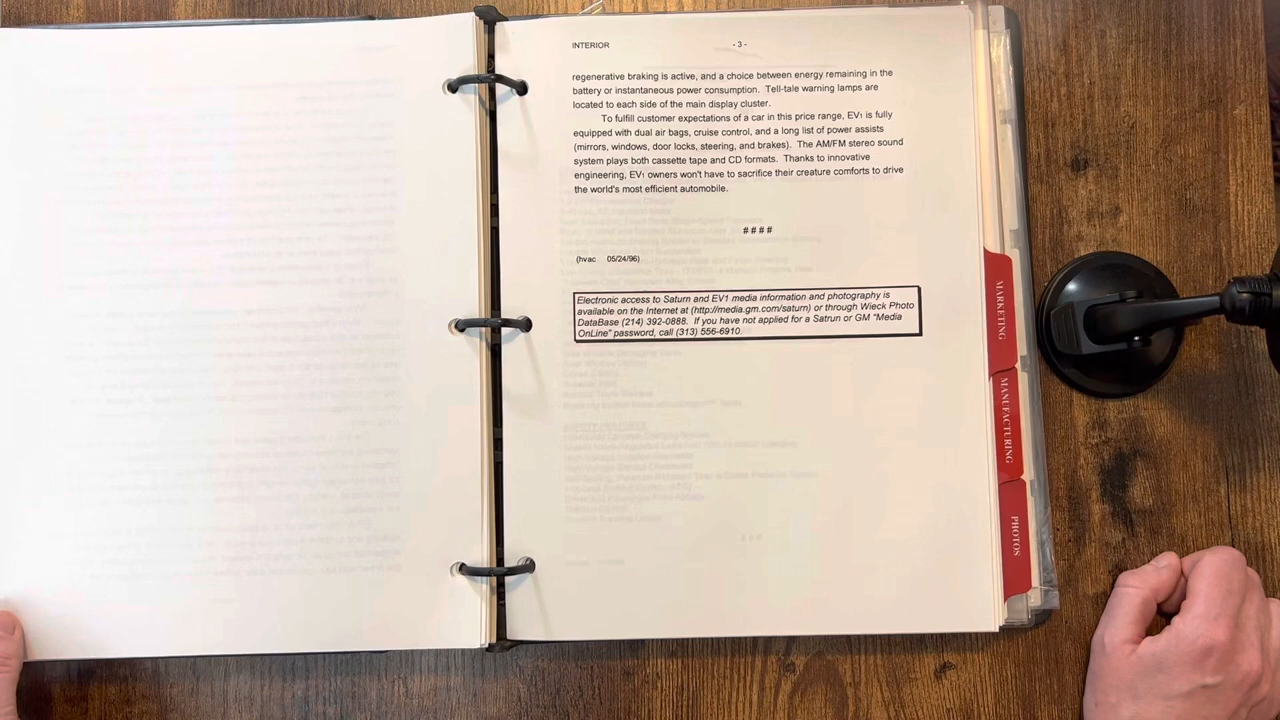 INTERIOR - 3 -
regenerative braking is active, and a choice between energy remaining in the
battery or instantaneous power consumption. Tell-tale warning lamps are
located to each side of the main display cluster.
To fulfill customer expectations of a car in this price range, EV1 is fully
equipped with dual air bags, cruise control, and a long list of power assists
(mirrors, windows, door locks, steering, and brakes). The AM/FM stereo sound
system plays both cassette tape and CD formats. Thanks to innovative
engineering, EV1 owners won't have to sacrifice their creature comforts to drive
the world's most efficient automobile.
# # # #
(hvac 05/24/96)
Electronic access to Saturn and EV1 media information and photography is
available on the Internet at (http://media.gm.com/saturn) or through Wieck Photo
DataBase (214) 392-0888. If you have not applied for a Satrun or GM "Media
OnLine" password, call (313) 556-6910.
MARKETING
MANUFACTURING
PHOTOS